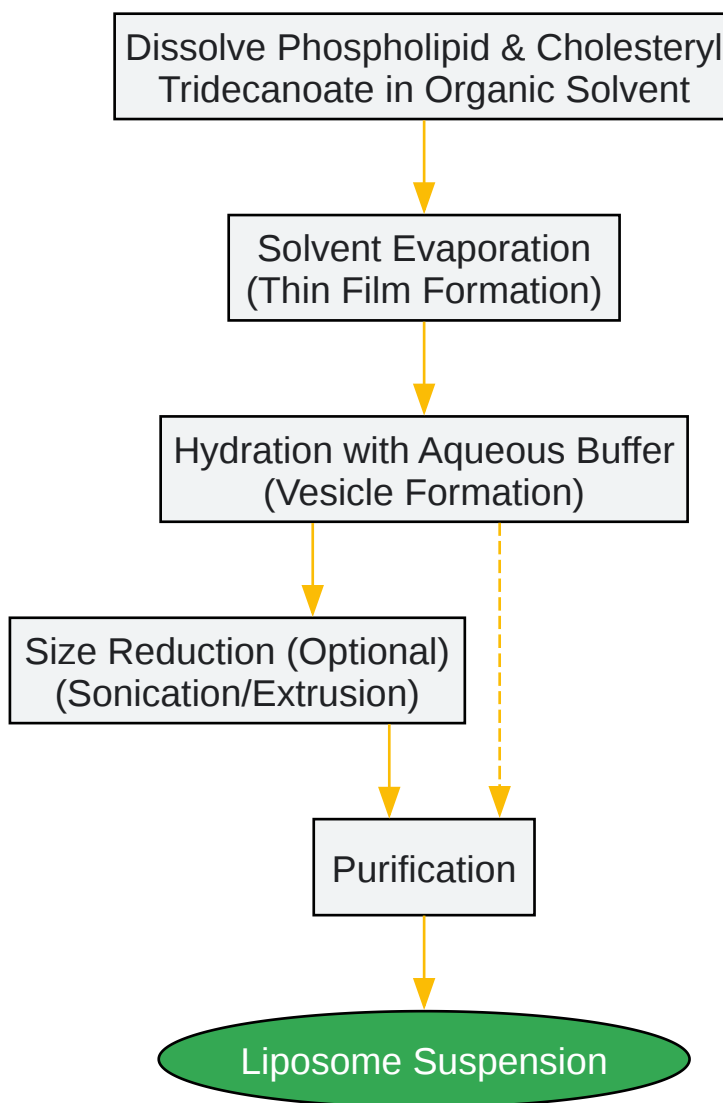 Dissolve Phospholipid & Cholesteryl
Tridecanoate in Organic Solvent
Solvent Evaporation
(Thin Film Formation)
Hydration with Aqueous Buffer
(Vesicle Formation)
Size Reduction (Optional)
(Sonication/Extrusion)
Purification
Liposome Suspension